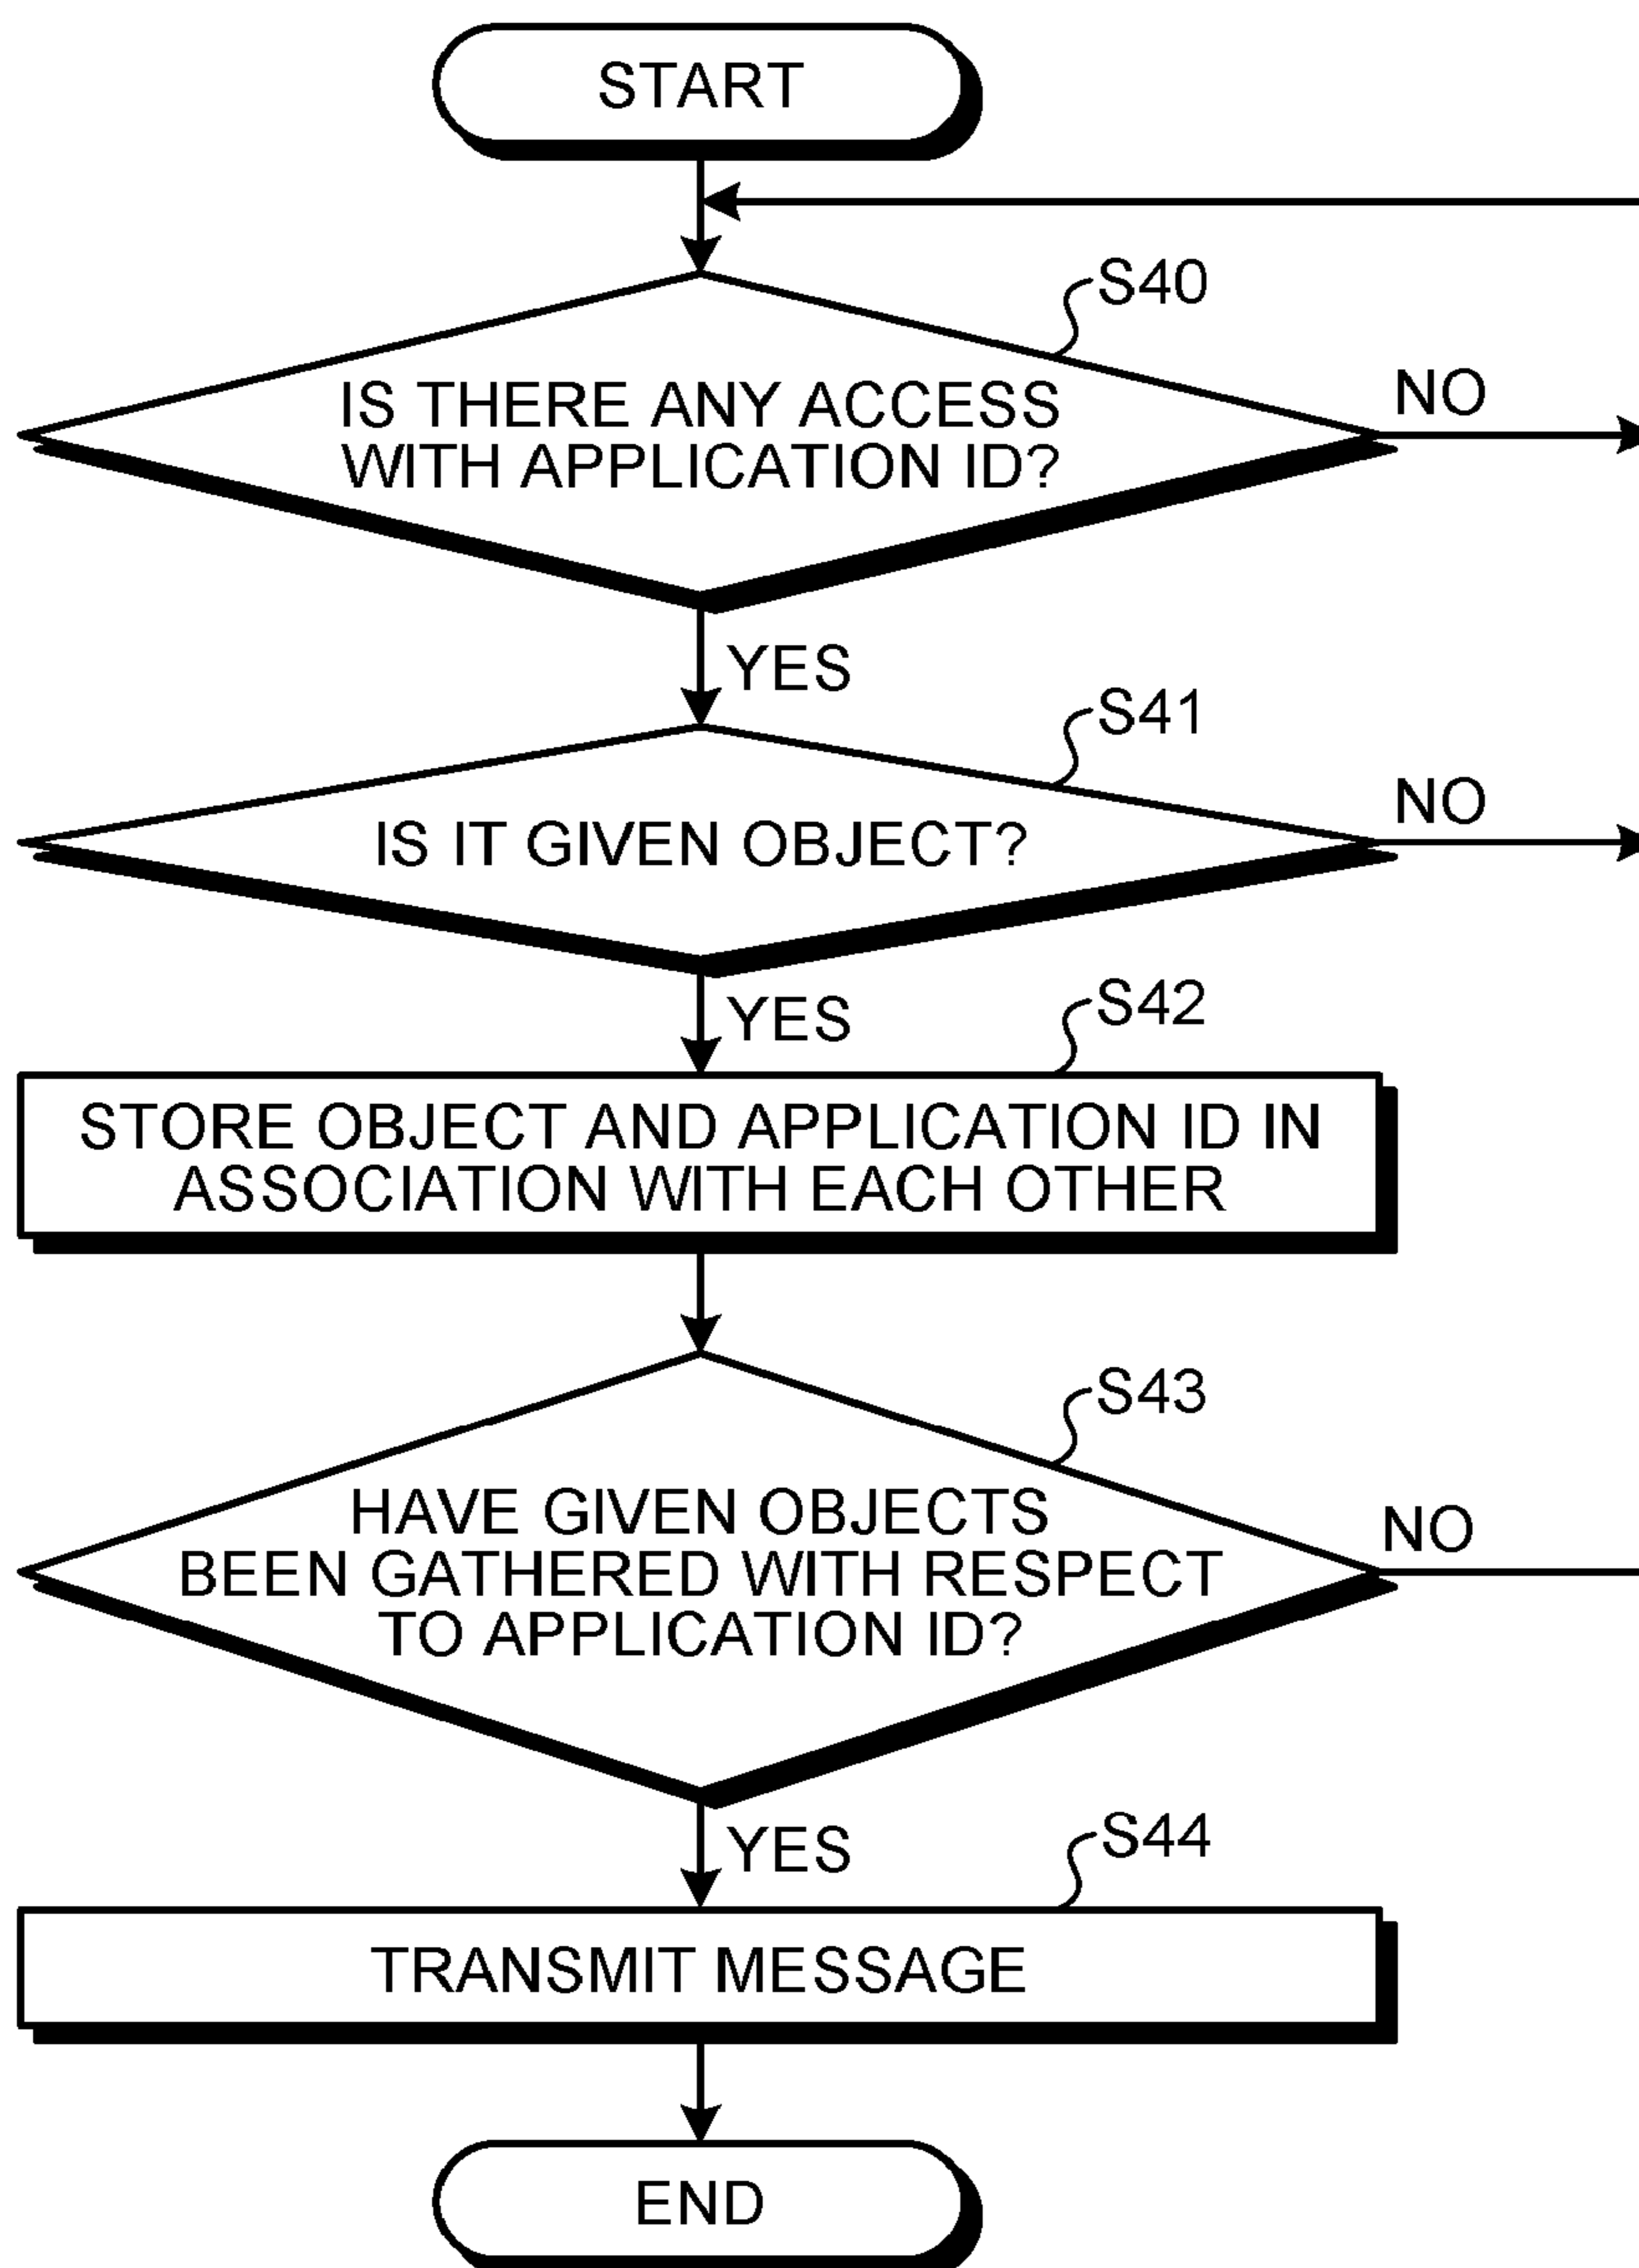 START
S40
IS THERE ANY ACCESS
WITH APPLICATION ID?
NO
YES
S41
IS IT GIVEN OBJECT?
NO
YES
S42
STORE OBJECT AND APPLICATION ID IN
ASSOCIATION WITH EACH OTHER
S43
HAVE GIVEN OBJECTS
BEEN GATHERED WITH RESPECT
TO APPLICATION ID?
NO
YES
S44
TRANSMIT MESSAGE
END